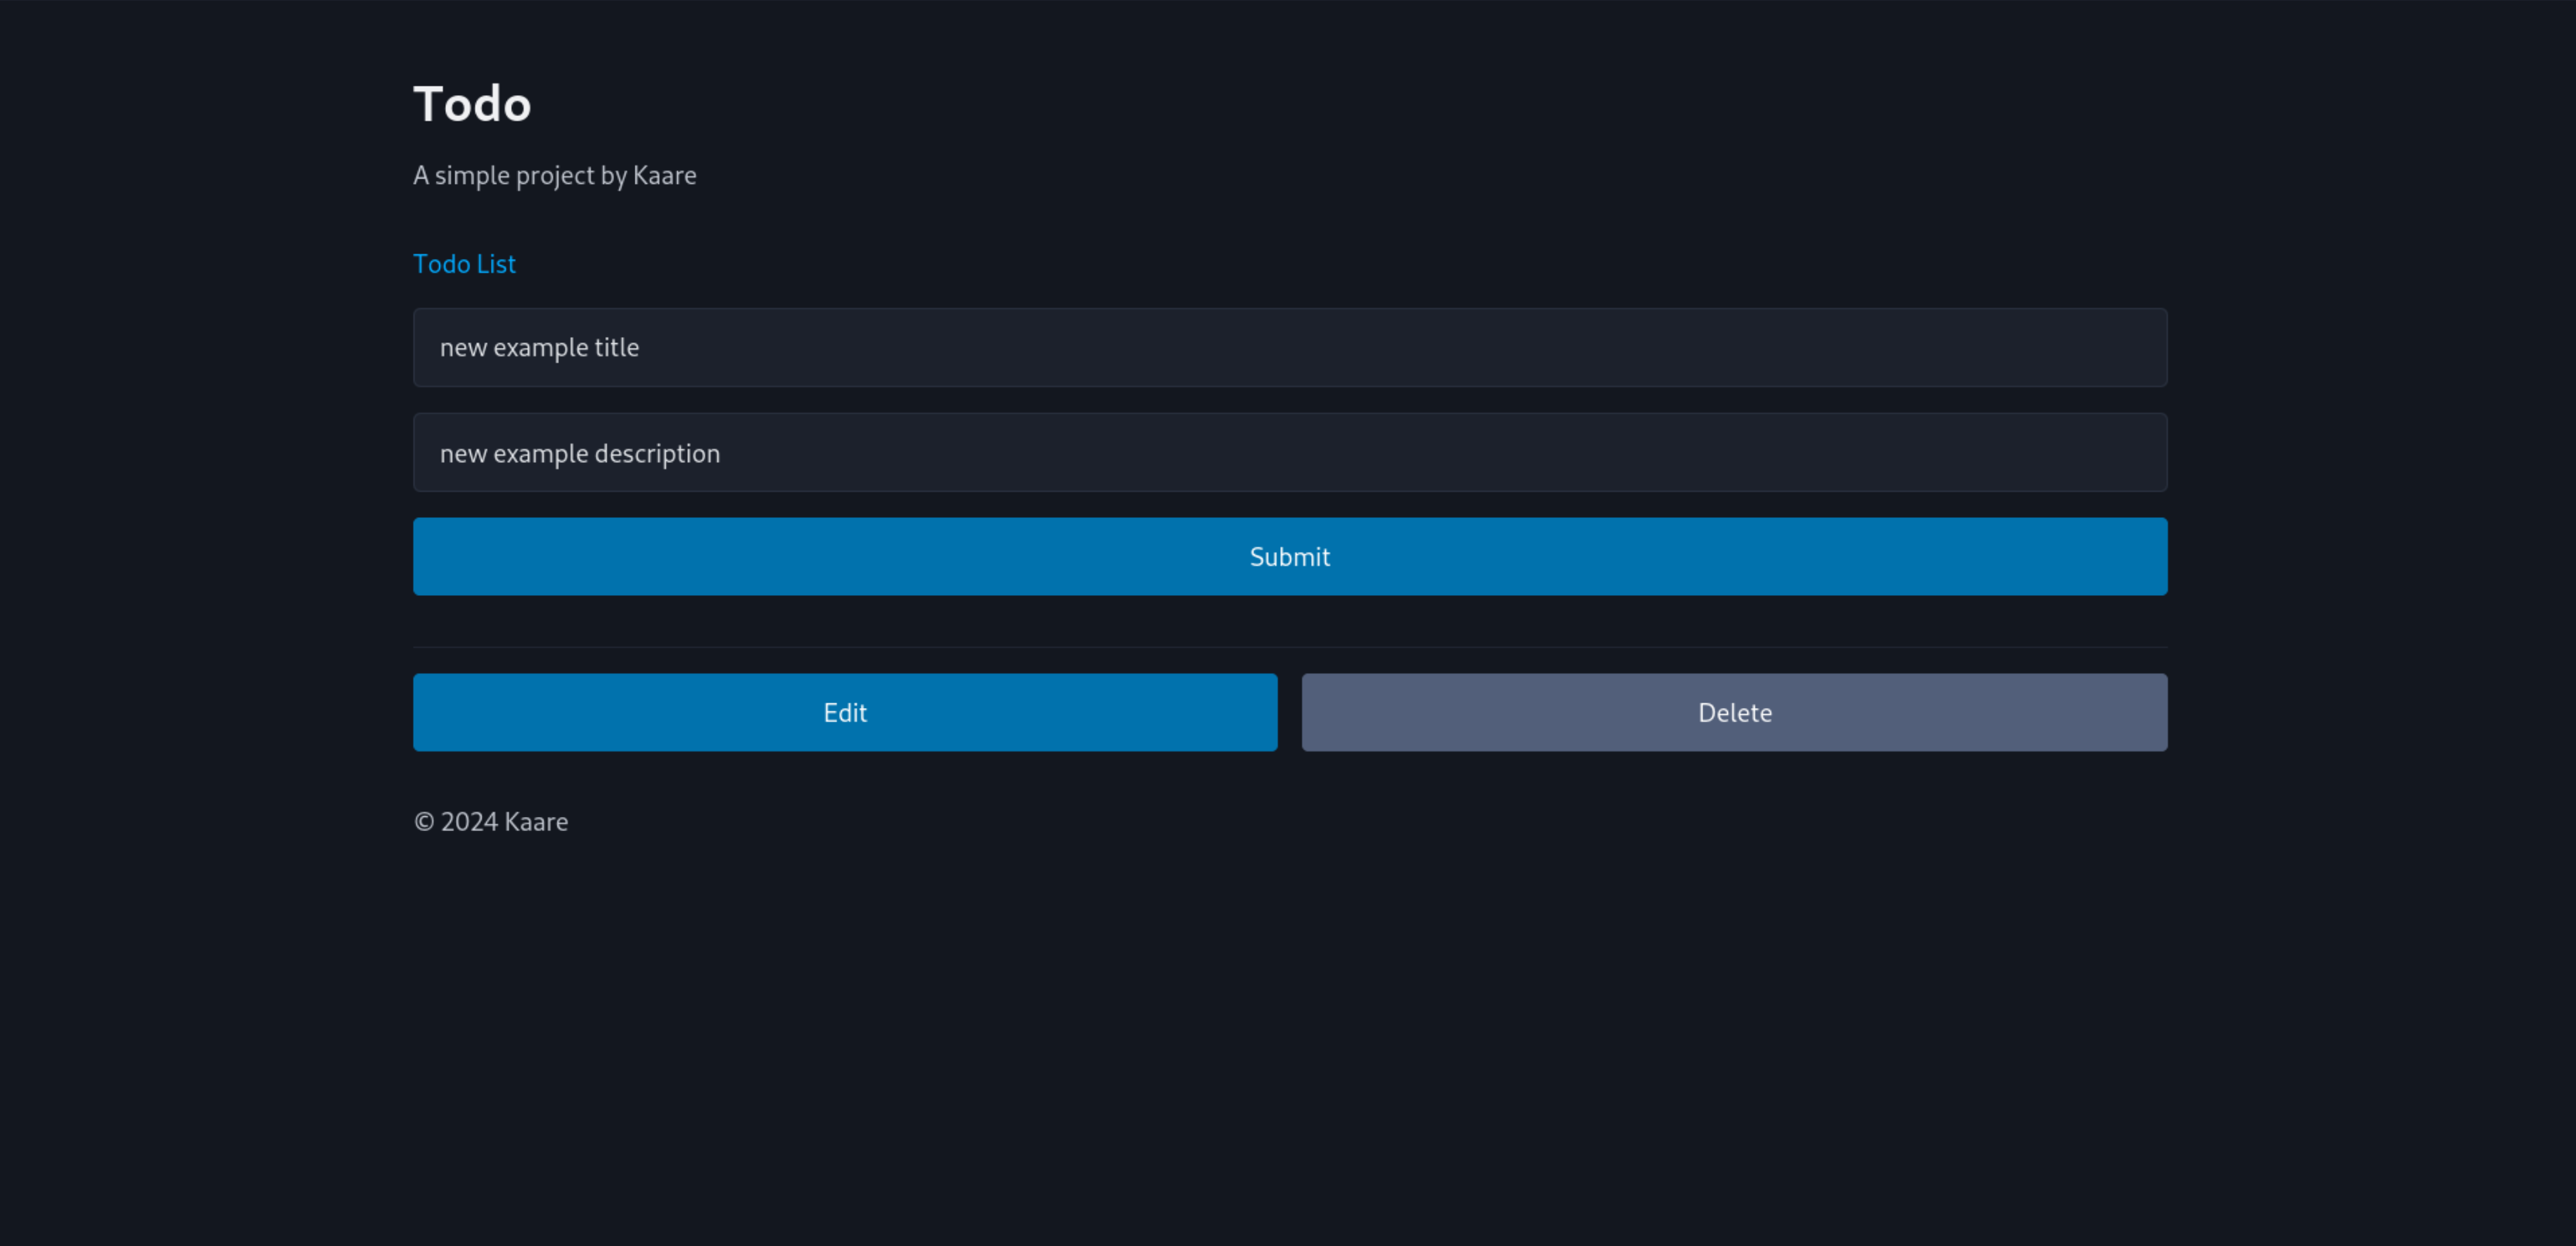 Todo
A simple project by Kaare
Todo List
new example title
new example description
Submit
Edit
Delete
© 2024 Kaare